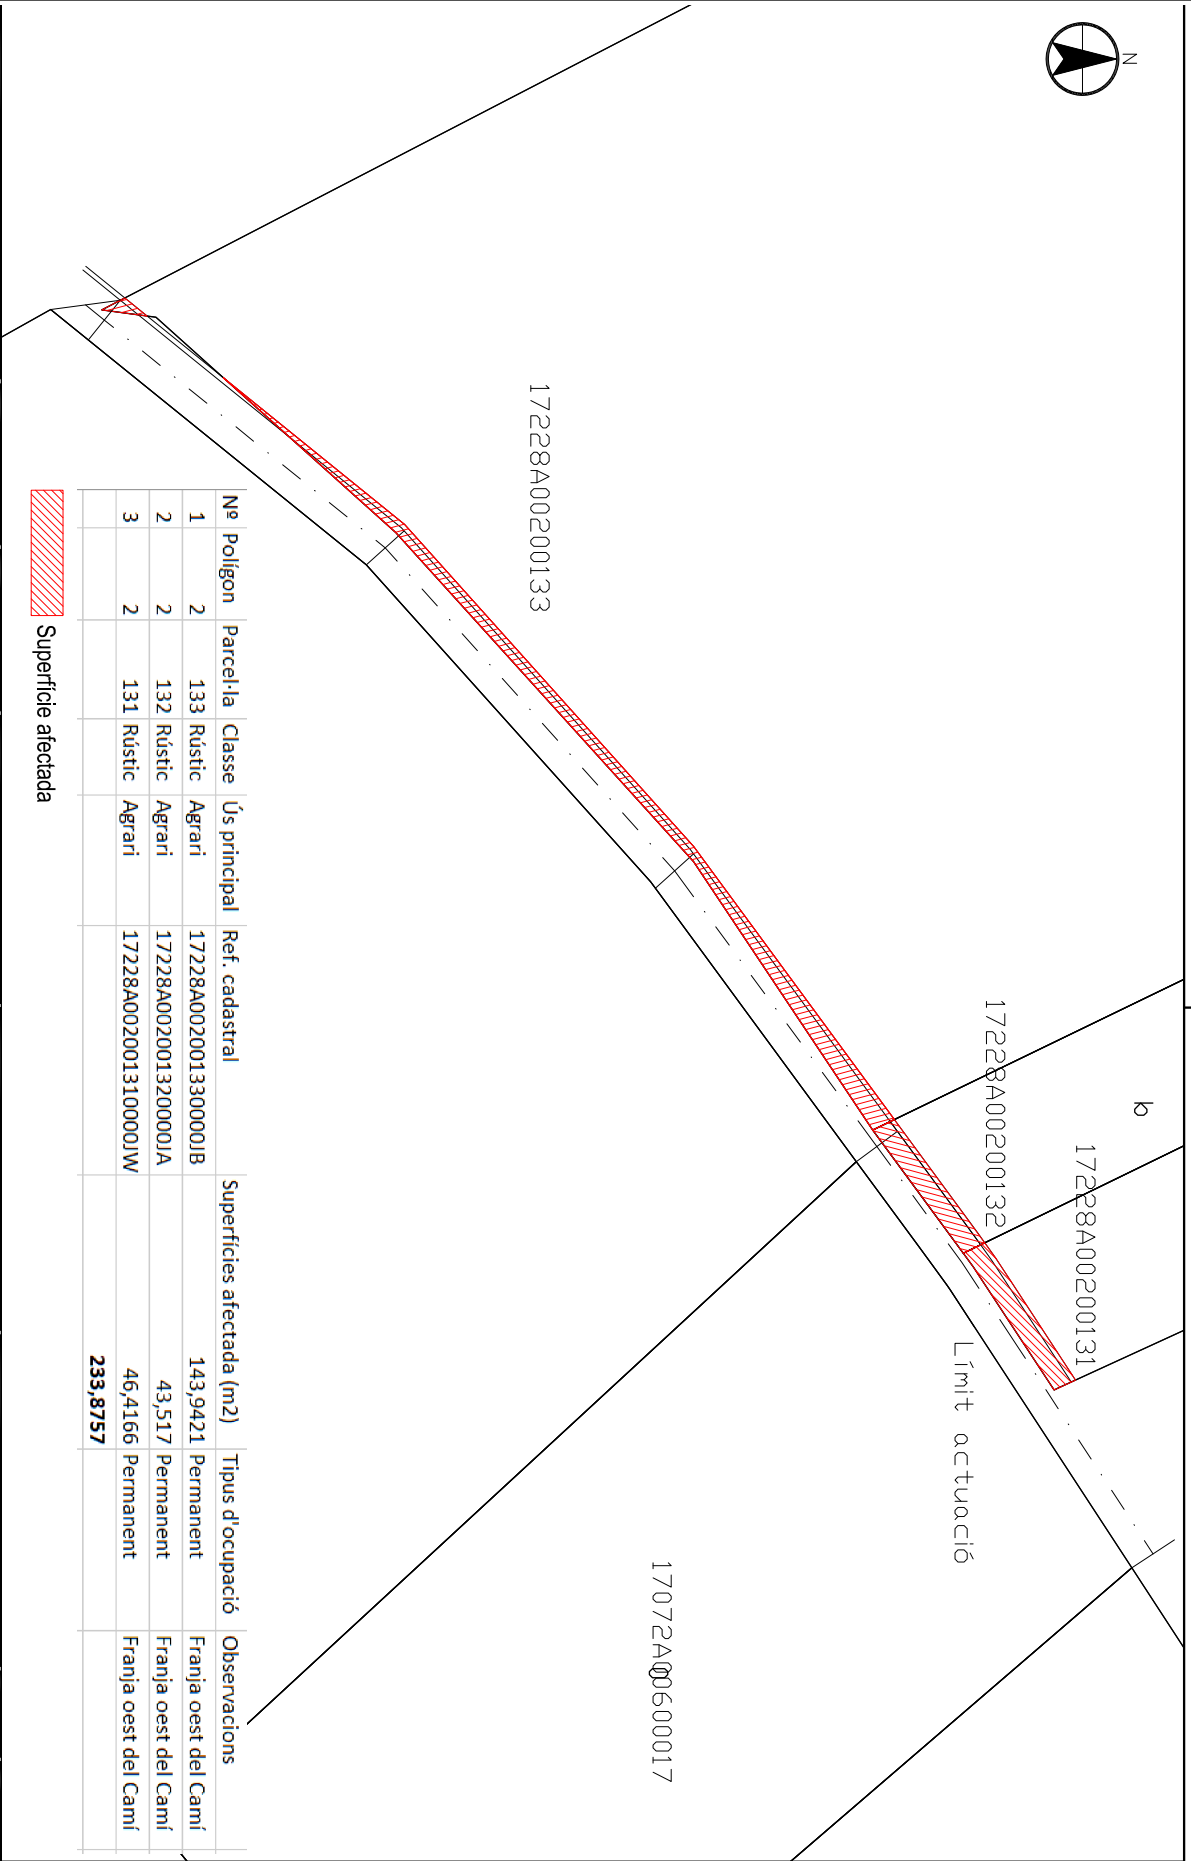 N
17228A00200133
17228A00200132
b
17228A00200131
Límit actuació
17072A00600017
Nº Polígon Parcel·la Classe Ús principal Ref. cadastral Superfícies afectada (m2) Tipus d'ocupació Observacions
1 2 133 Rústic Agrari 17228A002001330000JB 143,9421 Permanent Franja oest del Camí
2 2 132 Rústic Agrari 17228A002001320000JA 43,517 Permanent Franja oest del Camí
3 2 131 Rústic Agrari 17228A002001310000JW 46,4166 Permanent Franja oest del Camí
233,8757
Superfície afectada